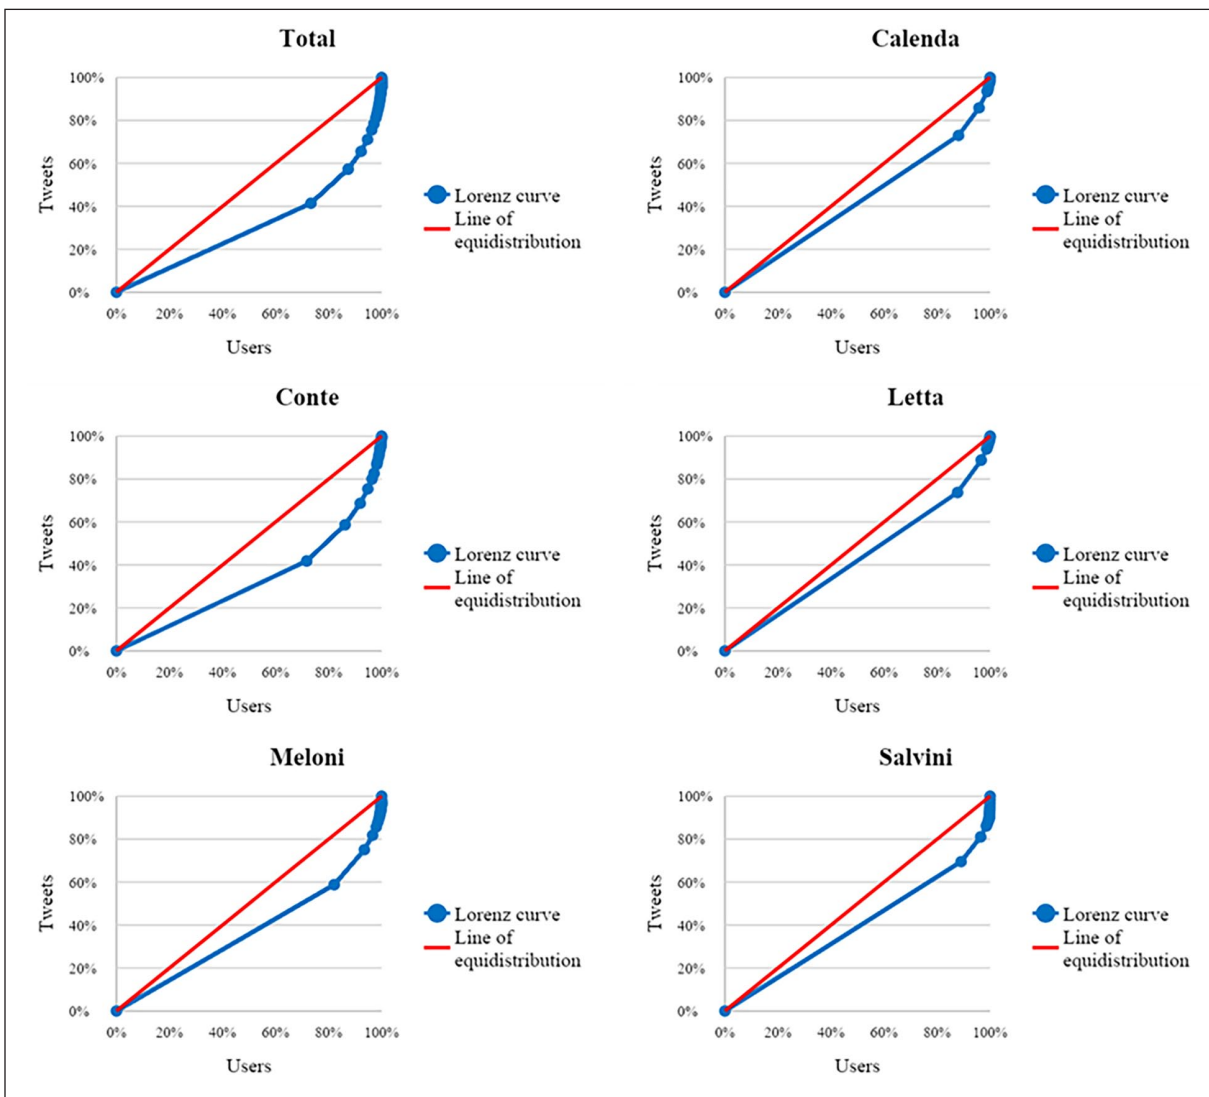 Total
100%
80%
60%
40%
20%
0%
Tweets
0% 20% 40% 60% 80% 100%
Users
Lorenz curve
Line of
equidistribution
Calenda
100%
80%
60%
40%
20%
0%
Tweets
0% 20% 40% 60% 80% 100%
Users
Lorenz curve
Line of
equidistribution
Conte
100%
80%
60%
40%
20%
0%
Tweets
0% 20% 40% 60% 80% 100%
Users
Lorenz curve
Line of
equidistribution
Letta
100%
80%
60%
40%
20%
0%
Tweets
0% 20% 40% 60% 80% 100%
Users
Lorenz curve
Line of
equidistribution
Meloni
100%
80%
60%
40%
20%
0%
Tweets
0% 20% 40% 60% 80% 100%
Users
Lorenz curve
Line of
equidistribution
Salvini
100%
80%
60%
40%
20%
0%
Tweets
0% 20% 40% 60% 80% 100%
Users
Lorenz curve
Line of
equidistribution